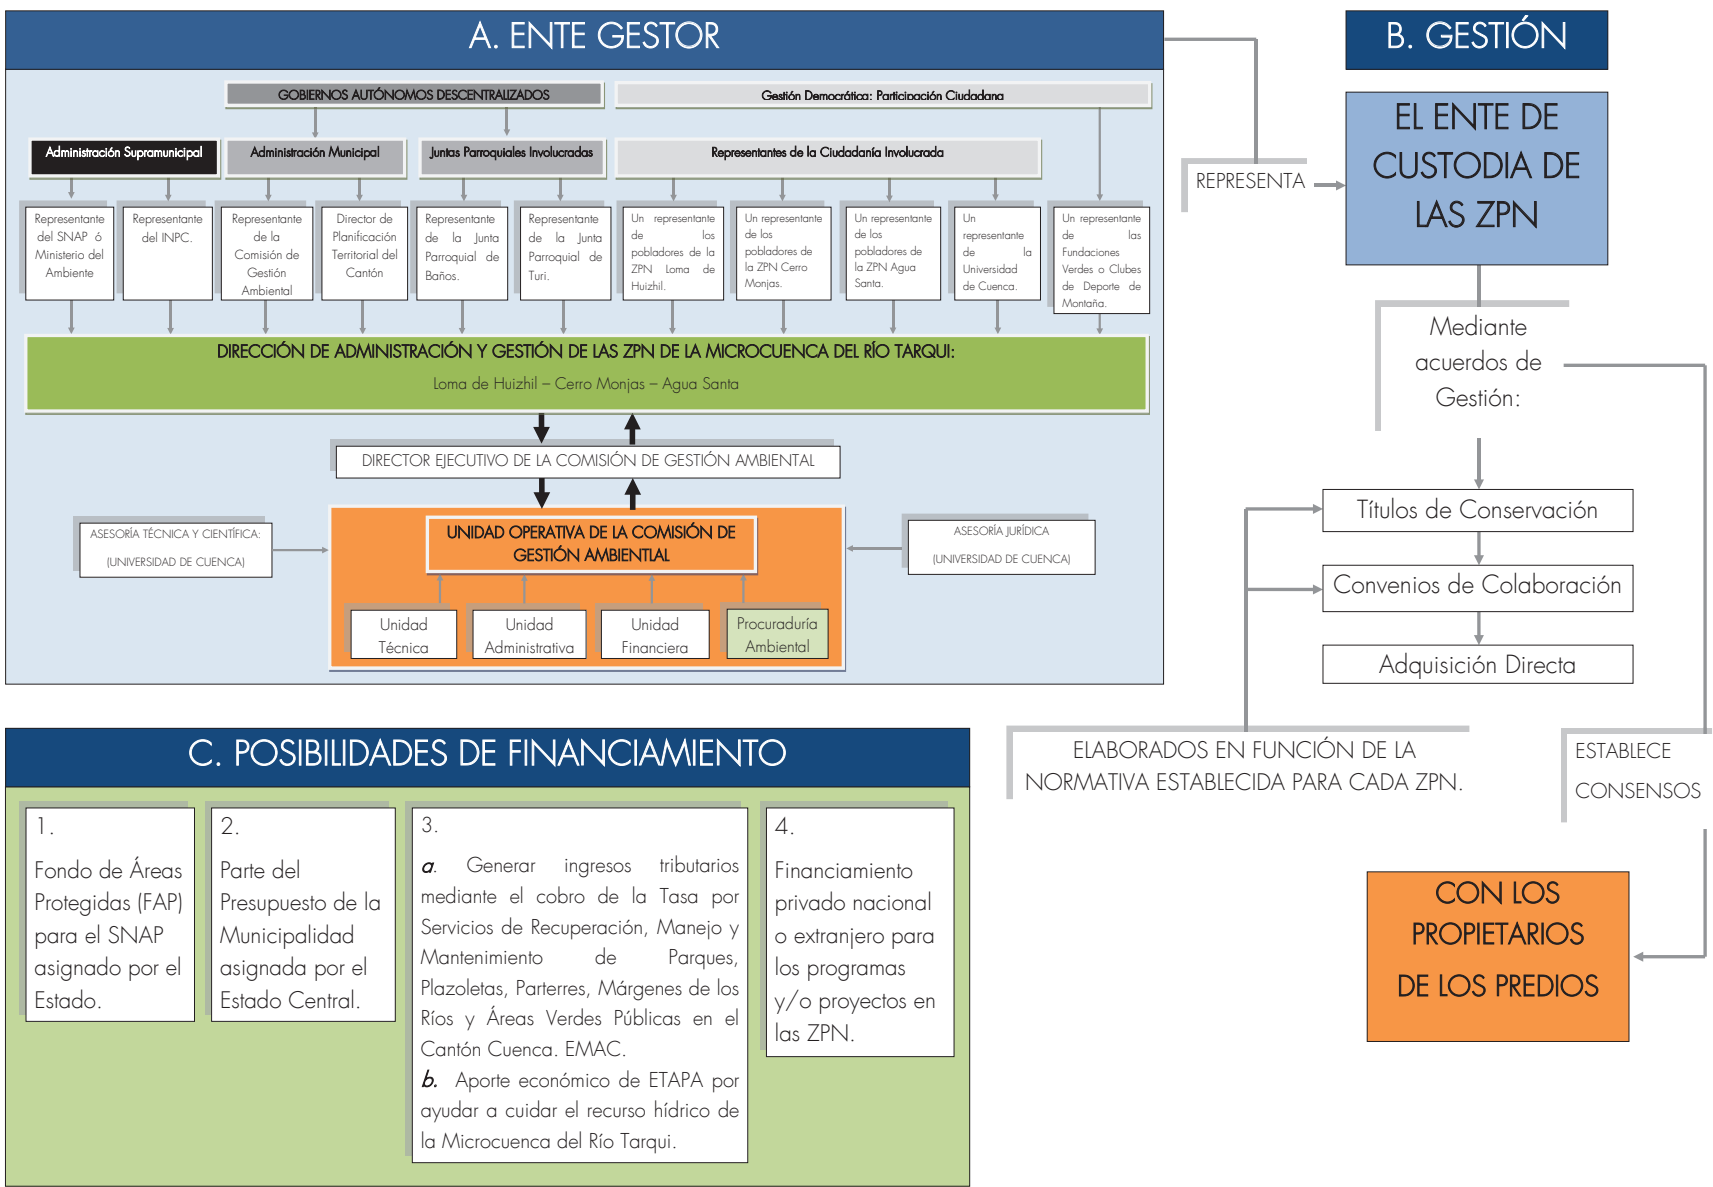 A. ENTE GESTOR
GOBIERNOS AUTÓNOMOS DESCENTRALIZADOS
Gestión Democrática: Participación Ciudadana
Administración Supramunicipal
Administración Municipal
Juntas Parroquiales Involucradas
Representantes de la Ciudadanía Involucrada
Representante
del SNAP ó
Ministerio del
Ambiente
Representante
del INPC.
Representante
de la
Comisión de
Gestión
Ambiental
Director de
Planificación
Territorial del
Cantón
Representante
de la Junta
Parroquial de
Baños.
Representante
de la Junta
Parroquial de
Turi.
Un representante
de los
pobladores de la
ZPN Loma de
Huizhil.
Un representante
de los
pobladores de
la ZPN Cerro
Monjas.
Un representante
de los
pobladores de
la ZPN Agua
Santa.
Un
representante
de la
Universidad
de Cuenca.
Un representante
de las
Fundaciones
Verdes o Clubes
de Deporte de
Montaña.
DIRECCIÓN DE ADMINISTRACIÓN Y GESTIÓN DE LAS ZPN DE LA MICROCUENCA DEL RÍO TARQUI:
Loma de Huizhil – Cerro Monjas – Agua Santa
DIRECTOR EJECUTIVO DE LA COMISIÓN DE GESTIÓN AMBIENTAL
ASESORÍA TÉCNICA Y CIENTÍFICA:
(UNIVERSIDAD DE CUENCA)
UNIDAD OPERATIVA DE LA COMISIÓN DE
GESTIÓN AMBIENTLAL
ASESORÍA JURÍDICA
(UNIVERSIDAD DE CUENCA)
Unidad
Técnica
Unidad
Administrativa
Unidad
Financiera
Procuraduría
Ambiental
B. GESTIÓN
REPRESENTA
EL ENTE DE
CUSTODIA DE
LAS ZPN
Mediante
acuerdos de
Gestión:
Títulos de Conservación
Convenios de Colaboración
Adquisición Directa
ELABORADOS EN FUNCIÓN DE LA
NORMATIVA ESTABLECIDA PARA CADA ZPN.
ESTABLECE
CONSENSOS
CON LOS
PROPIETARIOS
DE LOS PREDIOS
C. POSIBILIDADES DE FINANCIAMIENTO
1.
Fondo de Áreas
Protegidas (FAP)
para el SNAP
asignado por el
Estado.
2.
Parte del
Presupuesto de la
Municipalidad
asignada por el
Estado Central.
3.
a. Generar ingresos tributarios
mediante el cobro de la Tasa por
Servicios de Recuperación, Manejo y
Mantenimiento de Parques,
Plazoletas, Parterres, Márgenes de los
Ríos y Áreas Verdes Públicas en el
Cantón Cuenca. EMAC.
b. Aporte económico de ETAPA por
ayudar a cuidar el recurso hídrico de
la Microcuenca del Río Tarqui.
4.
Financiamiento
privado nacional
o extranjero para
los programas
y/o proyectos en
las ZPN.